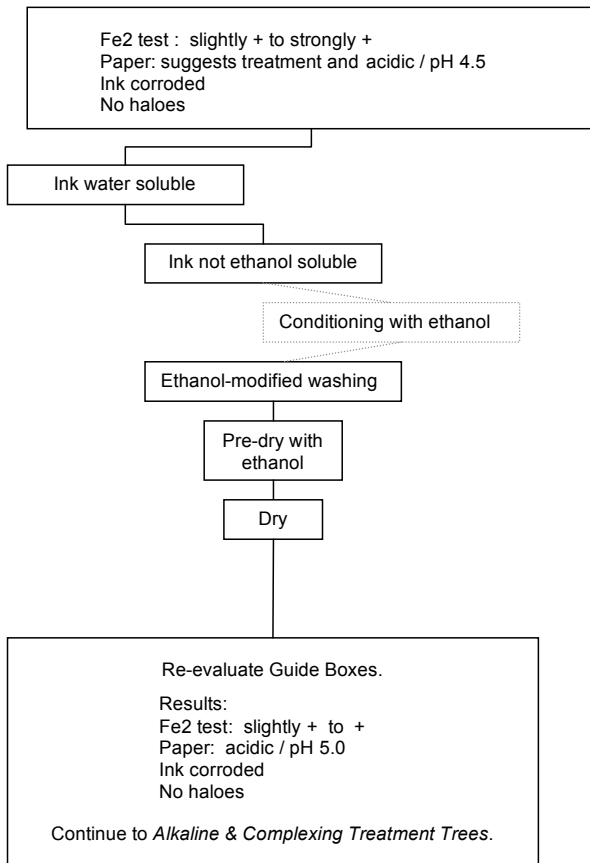 Fe2 test :  slightly + to strongly +
Paper: suggests treatment and acidic / pH 4.5
Ink corroded
No haloes
Ink water soluble
Ink not ethanol soluble
Conditioning with ethanol
Ethanol-modified washing
Pre-dry with
ethanol
Dry
Re-evaluate Guide Boxes.
Results:
Fe2 test:  slightly +  to  +
Paper:  acidic / pH 5.0
Ink corroded
No haloes
Continue to Alkaline & Complexing Treatment Trees.